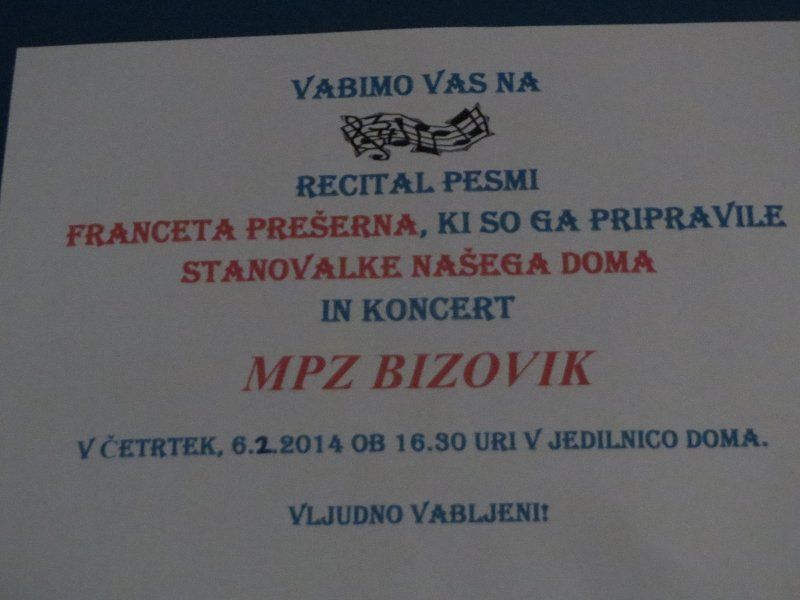 VABIMO VAS NA
RECITAL PESMI
FRANCETA PREŠERNA, KI SO GA PRIPRAVILE
STANOVALKE NAŠEGA DOMA
IN KONCERT
MPZ BIZOVIK
V ČETRTEK, 6.2.2014 OB 16.30 URI V JEDILNICO DOMA.
VLJUDNO VABLJENI!